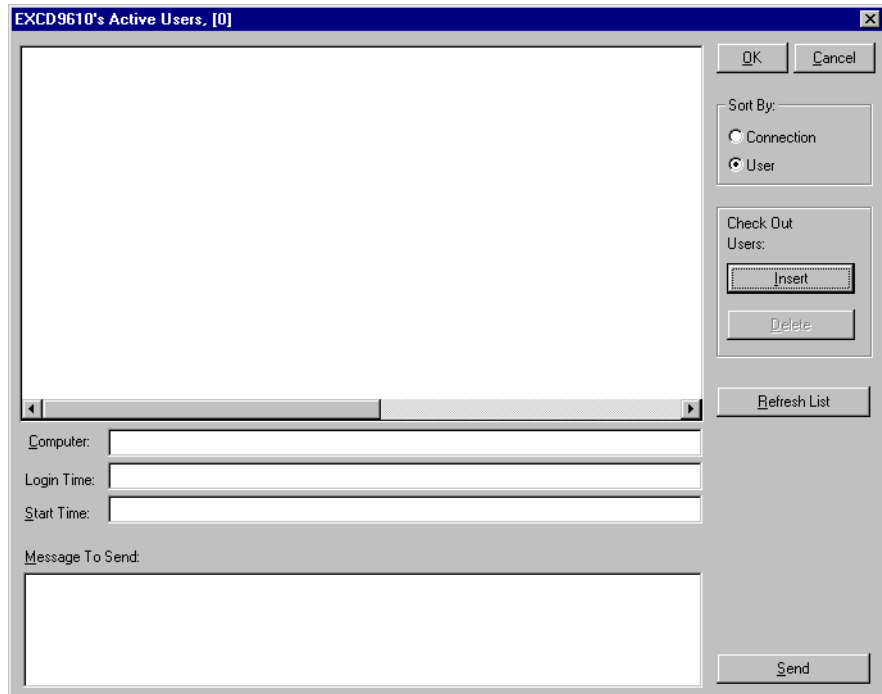 EXCD9610's Active Users, [0]
OK
Cancel
Sort By:
Connection
User
Check Out
Users:
Insert
Delete
Refresh List
Computer:
Login Time:
Start Time:
Message To Send:
Send